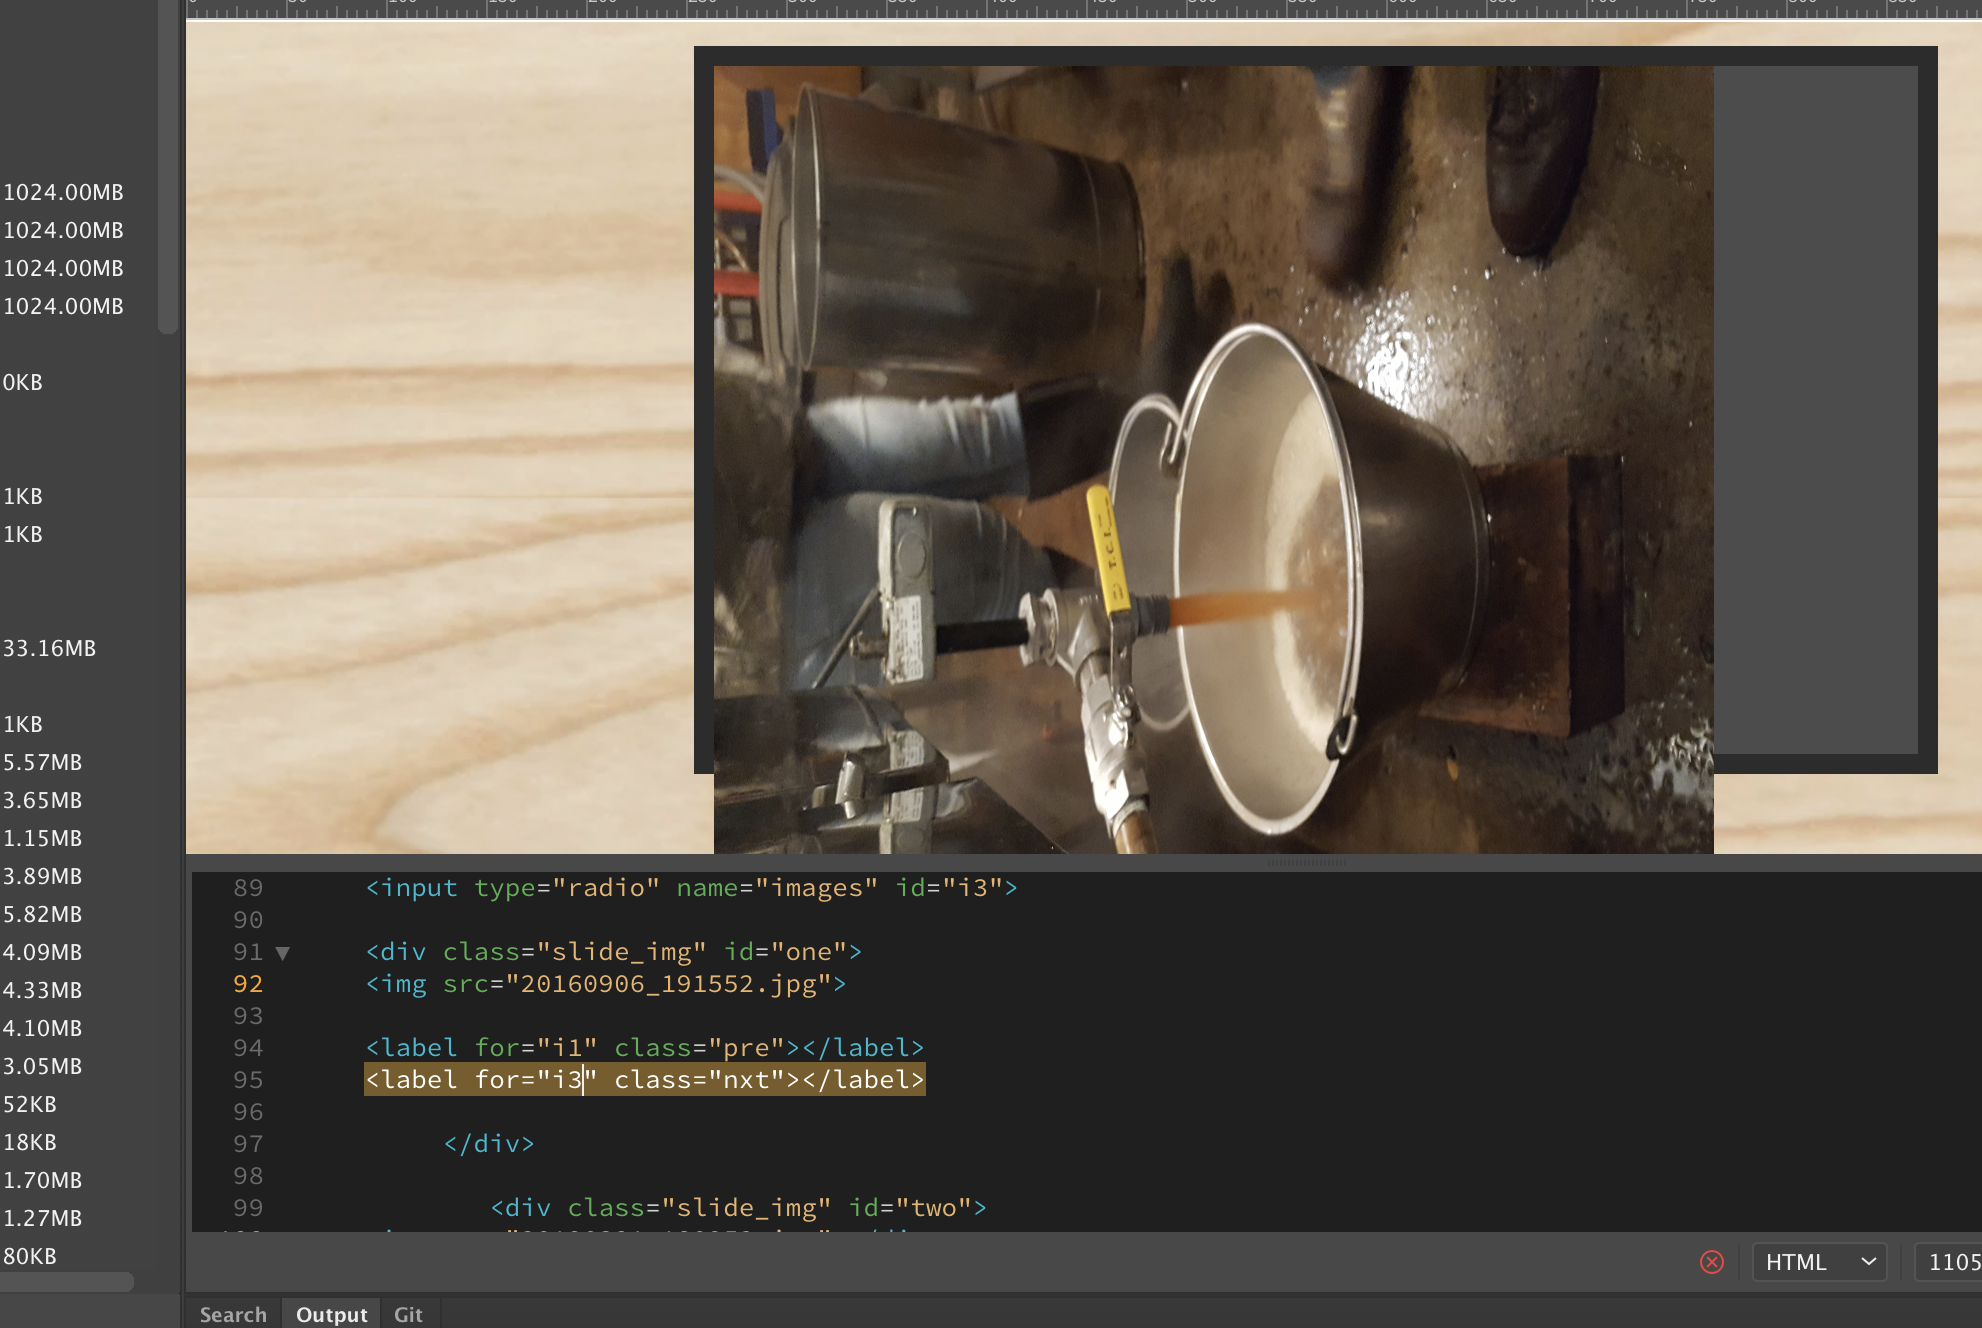 1024.00MB
1024.00MB
1024.00MB
1024.00MB
0KB
1KB
1KB
33.16MB
1KB
5.57MB
3.65MB
1.15MB
3.89MB
5.82MB
4.09MB
4.33MB
4.10MB
3.05MB
52KB
18KB
1.70MB
1.27MB
80KB
T.C.I.
89 <input type="radio" name="images" id="i3">
90
91 ▼ <div class="slide_img" id="one">
92 <img src="20160906_191552.jpg">
93
94 <label for="i1" class="pre"></label>
95 <label for="i3" class="nxt"></label>
96
97 </div>
98
99 <div class="slide_img" id="two">
HTML 1105
Search Output Git